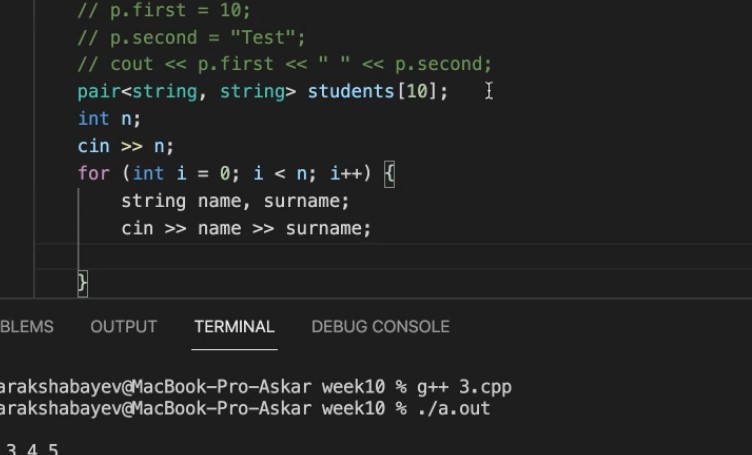 // p.first = 10;
// p.second = "Test";
// cout << p.first << " " << p.second;
pair<string, string> students[10];
int n;
cin >> n;
for (int i = 0; i < n; i++) {
string name, surname;
cin >> name >> surname;
}
BLEMS OUTPUT TERMINAL DEBUG CONSOLE
arakshabayev@MacBook-Pro-Askar week10 % g++ 3.cpp
arakshabayev@MacBook-Pro-Askar week10 % ./a.out
3 4 5